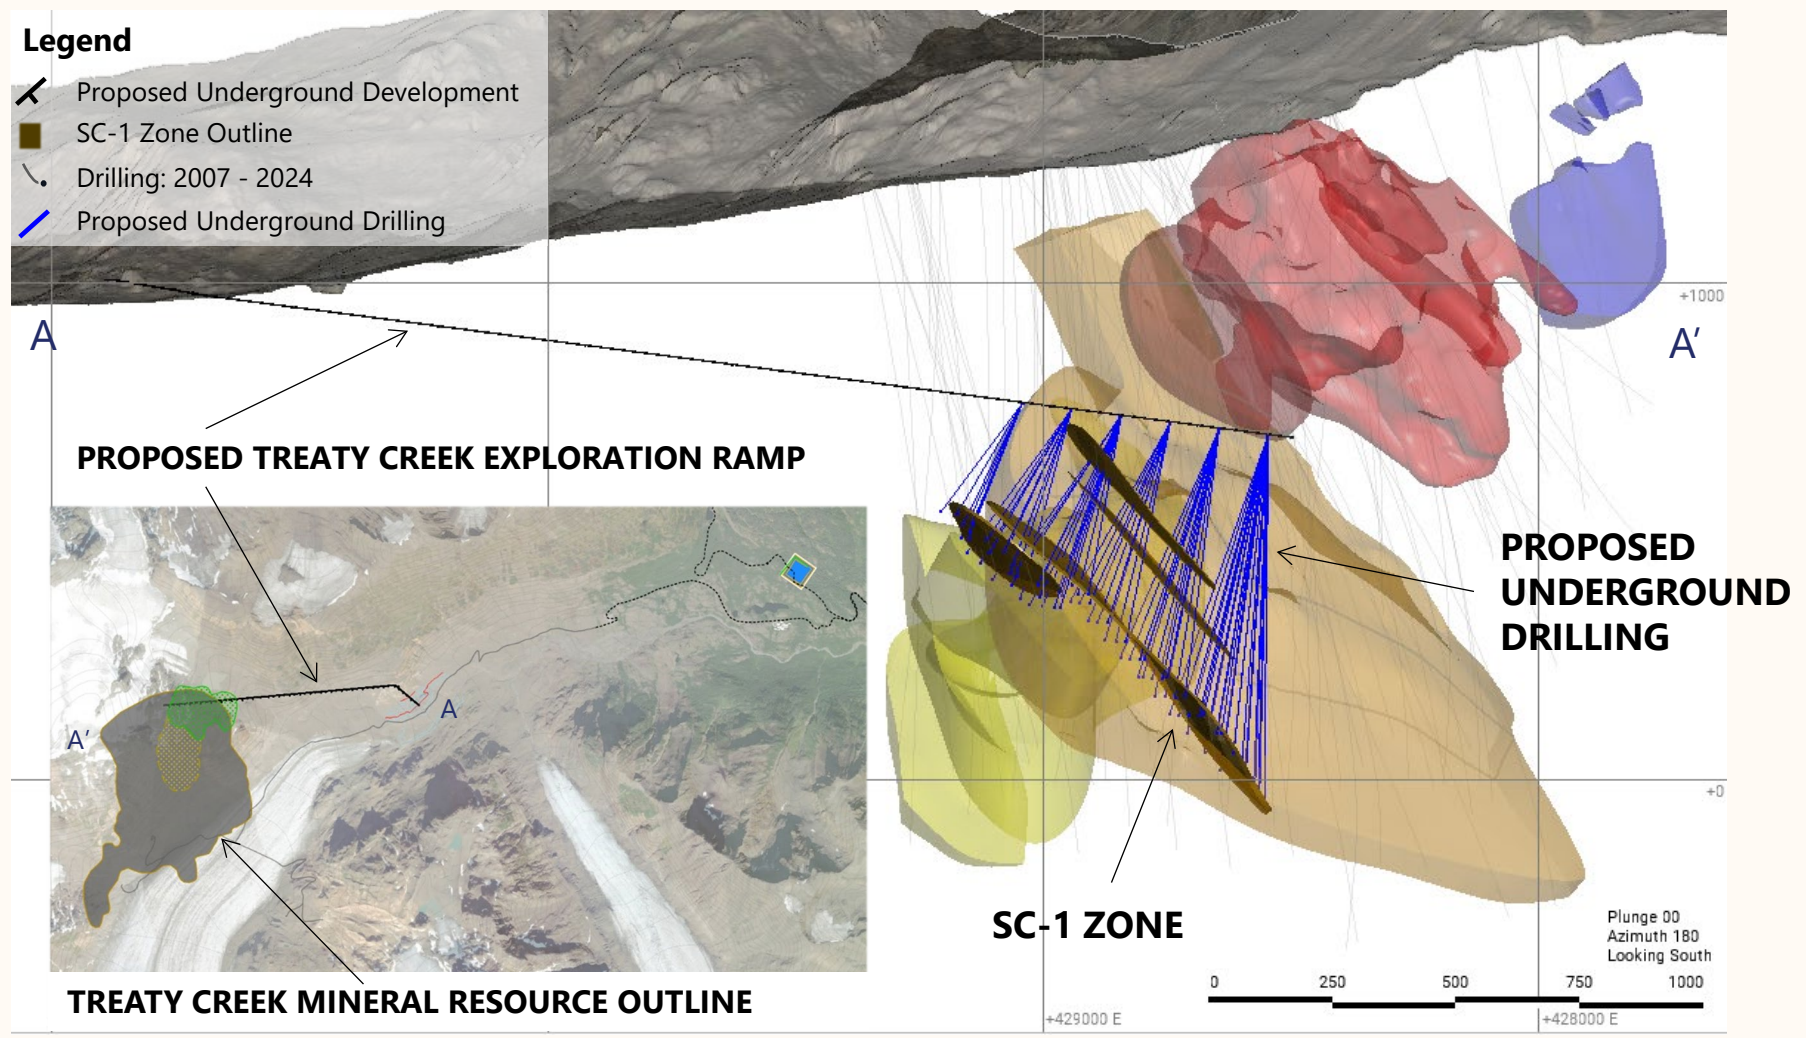 Legend
Proposed Underground Development
SC-1 Zone Outline
Drilling: 2007 - 2024
Proposed Underground Drilling
+1000
A
A’
PROPOSED TREATY CREEK EXPLORATION RAMP
PROPOSED
UNDERGROUND
DRILLING
A
A’
+0
SC-1 ZONE
Plunge 00
Azimuth 180
Looking South
0 250 500 750 1000
TREATY CREEK MINERAL RESOURCE OUTLINE
+429000 E
+428000 E